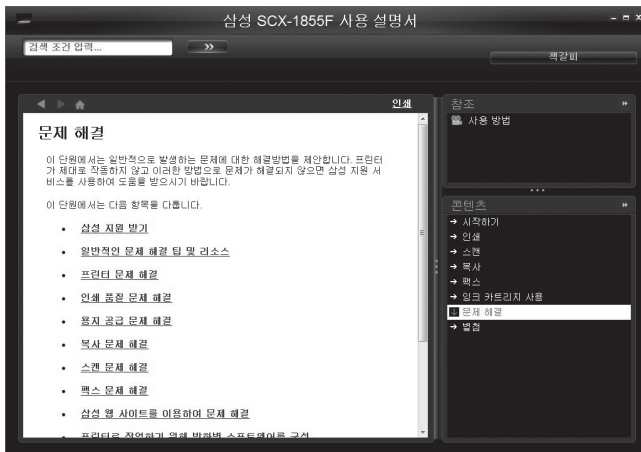 삼성 SCX-1855F 사용 설명서
검색 조건 입력...
책갈피
인쇄
문제 해결
이 단원에서는 일반적으로 발생하는 문제에 대한 해결방법을 제안합니다. 프린터
가 제대로 작동하지 않고 이러한 방법으로 문제가 해결되지 않으면 삼성 지원 서
비스를 사용하여 도움을 받으시기 바랍니다.
이 단원에서는 다음 항목을 다룹니다.
• 삼성 지원 받기
• 일반적인 문제 해결 팁 및 리소스
• 프린터 문제 해결
• 인쇄 품질 문제 해결
• 용지 공급 문제 해결
• 복사 문제 해결
• 스캔 문제 해결
• 팩스 문제 해결
• 삼성 웹 사이트를 이용하여 문제 해결
참조
사용 방법
콘텐츠
시작하기
인쇄
스캔
복사
팩스
잉크 카트리지 사용
문제 해결
별첨